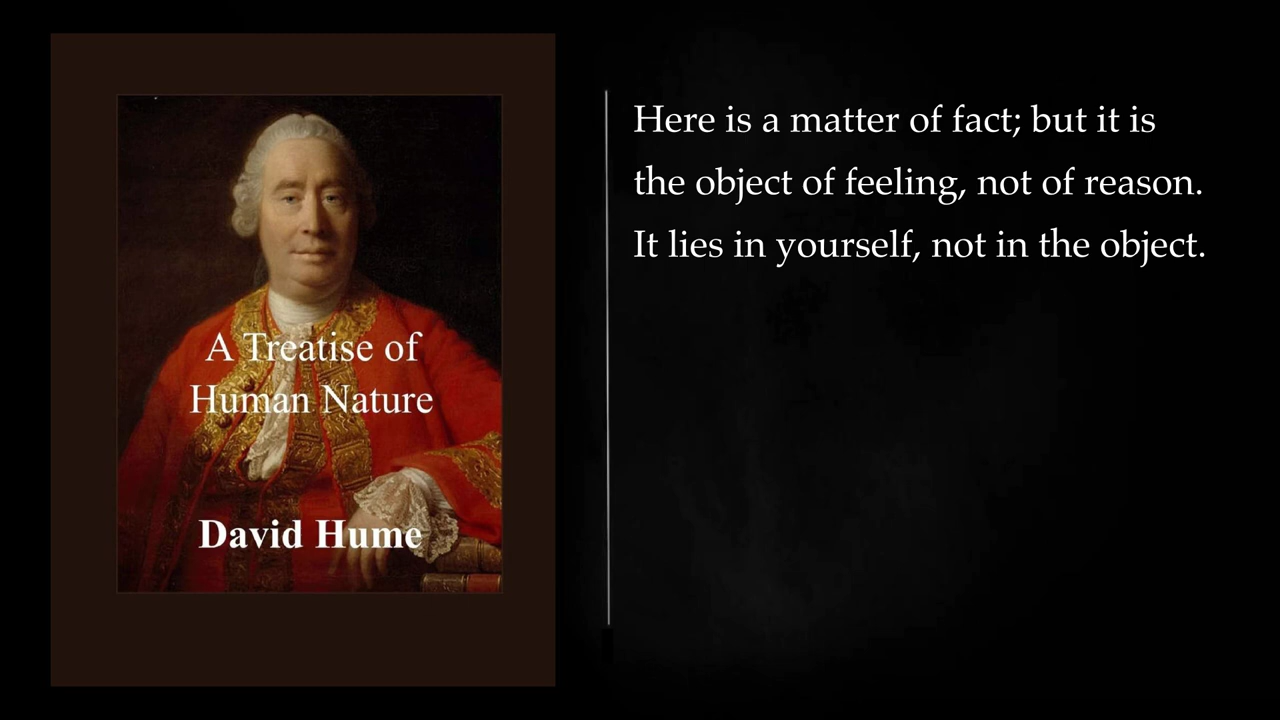 A Treatise of
Human Nature
David Hume
Here is a matter of fact; but it is
the object of feeling, not of reason.
It lies in yourself, not in the object.